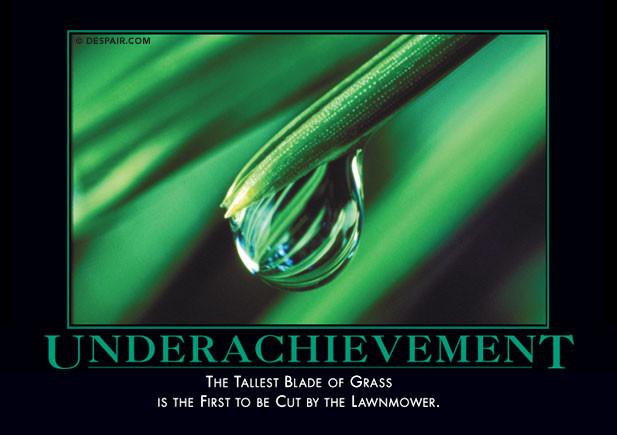 © DESPAIR.COM
UNDERACHIEVEMENT
THE TALLEST BLADE OF GRASS
IS THE FIRST TO BE CUT BY THE LAWNMOWER.